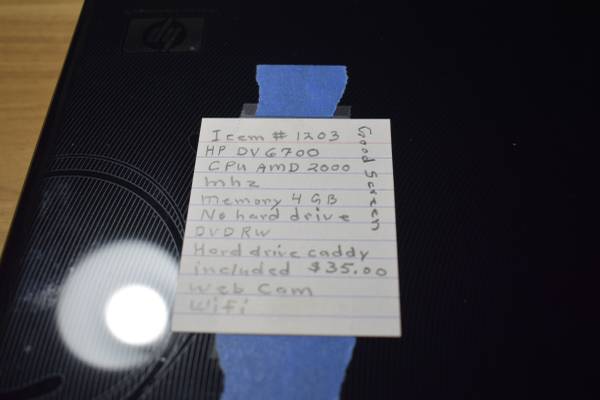 hp
Item # 1203
HP DV6700
CPU AMD 2000
mhz
memory 4 GB
No hard drive
DVDRW
Hard drive caddy
included $35.00
web Cam
Wifi
Good Screen